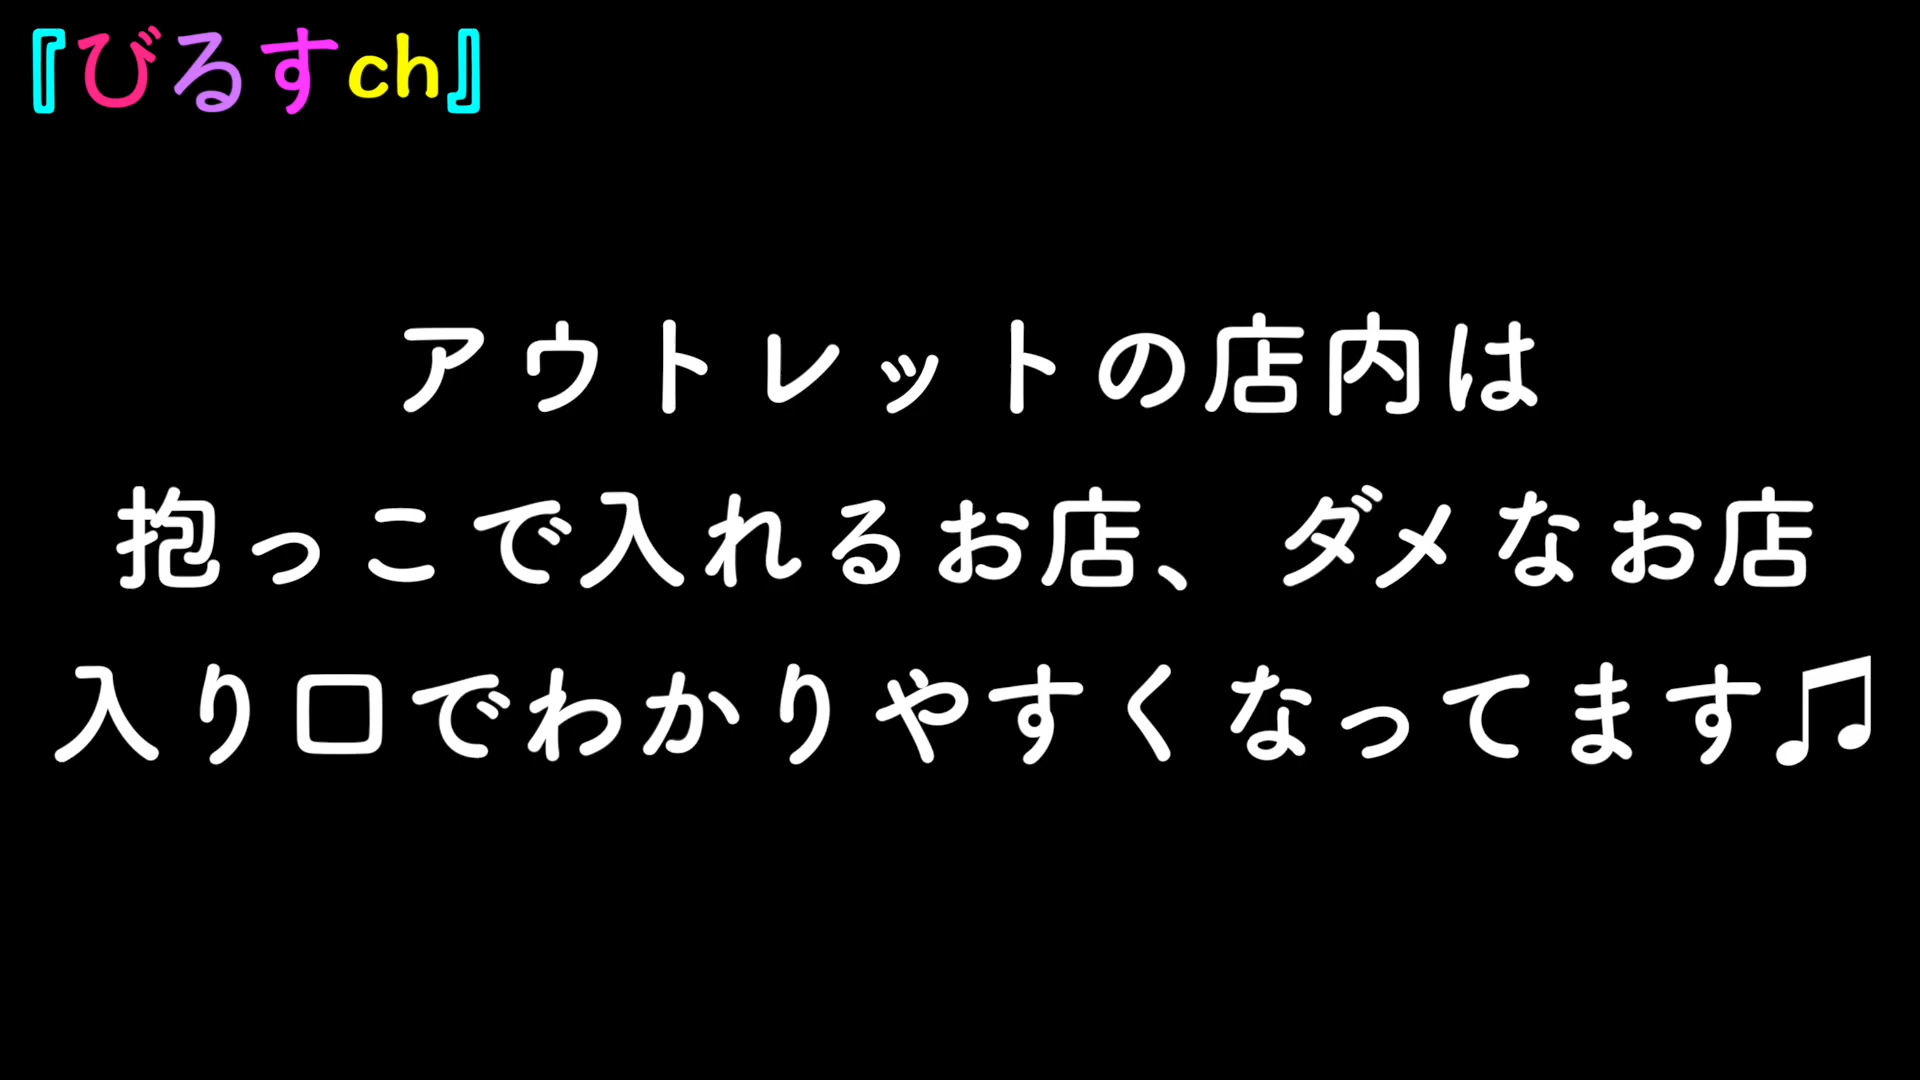 『びるすch』
アウトレットの店内は
抱っこで入れるお店、ダメなお店
入り口でわかりやすくなってます♫